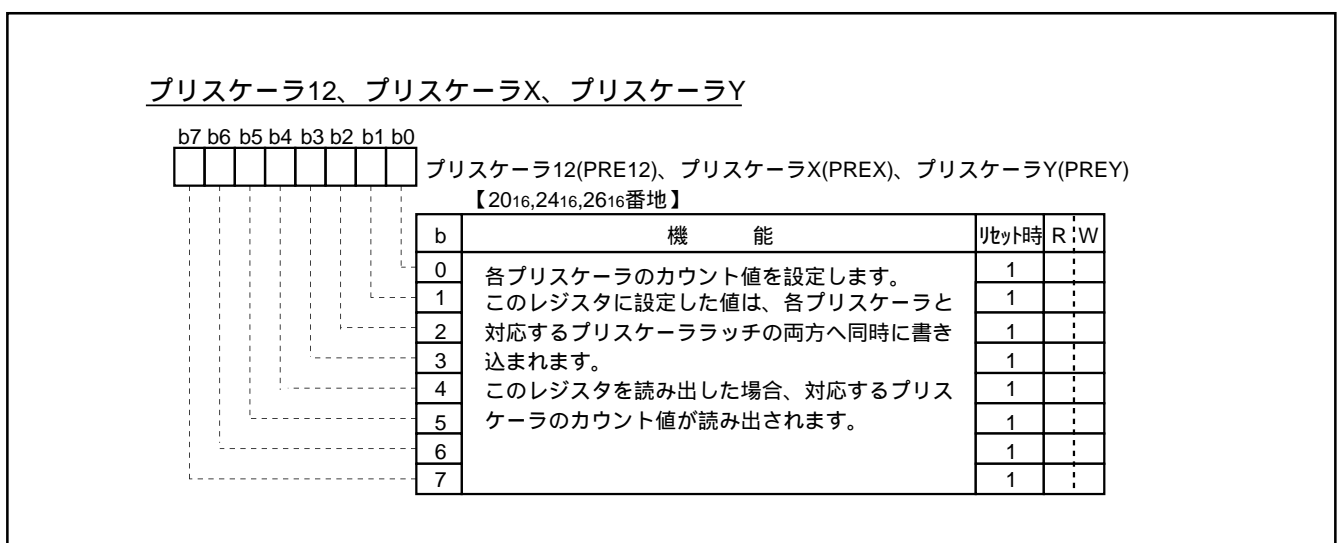 プリスケーラ12、プリスケーラX、プリスケーラY
b7 b6 b5 b4 b3 b2 b1 b0
プリスケーラ12(PRE12)、プリスケーラX(PREX)、プリスケーラY(PREY)
【2016,2416,2616番地】
b 機 能 リセット時 R W
0 各プリスケーラのカウント値を設定します。 1
1 このレジスタに設定した値は、各プリスケーラと 1
2 対応するプリスケーララッチの両方へ同時に書き 1
3 込まれます。 1
4 このレジスタを読み出した場合、対応するプリス 1
5 ケーラのカウント値が読み出されます。 1
6 1
7 1